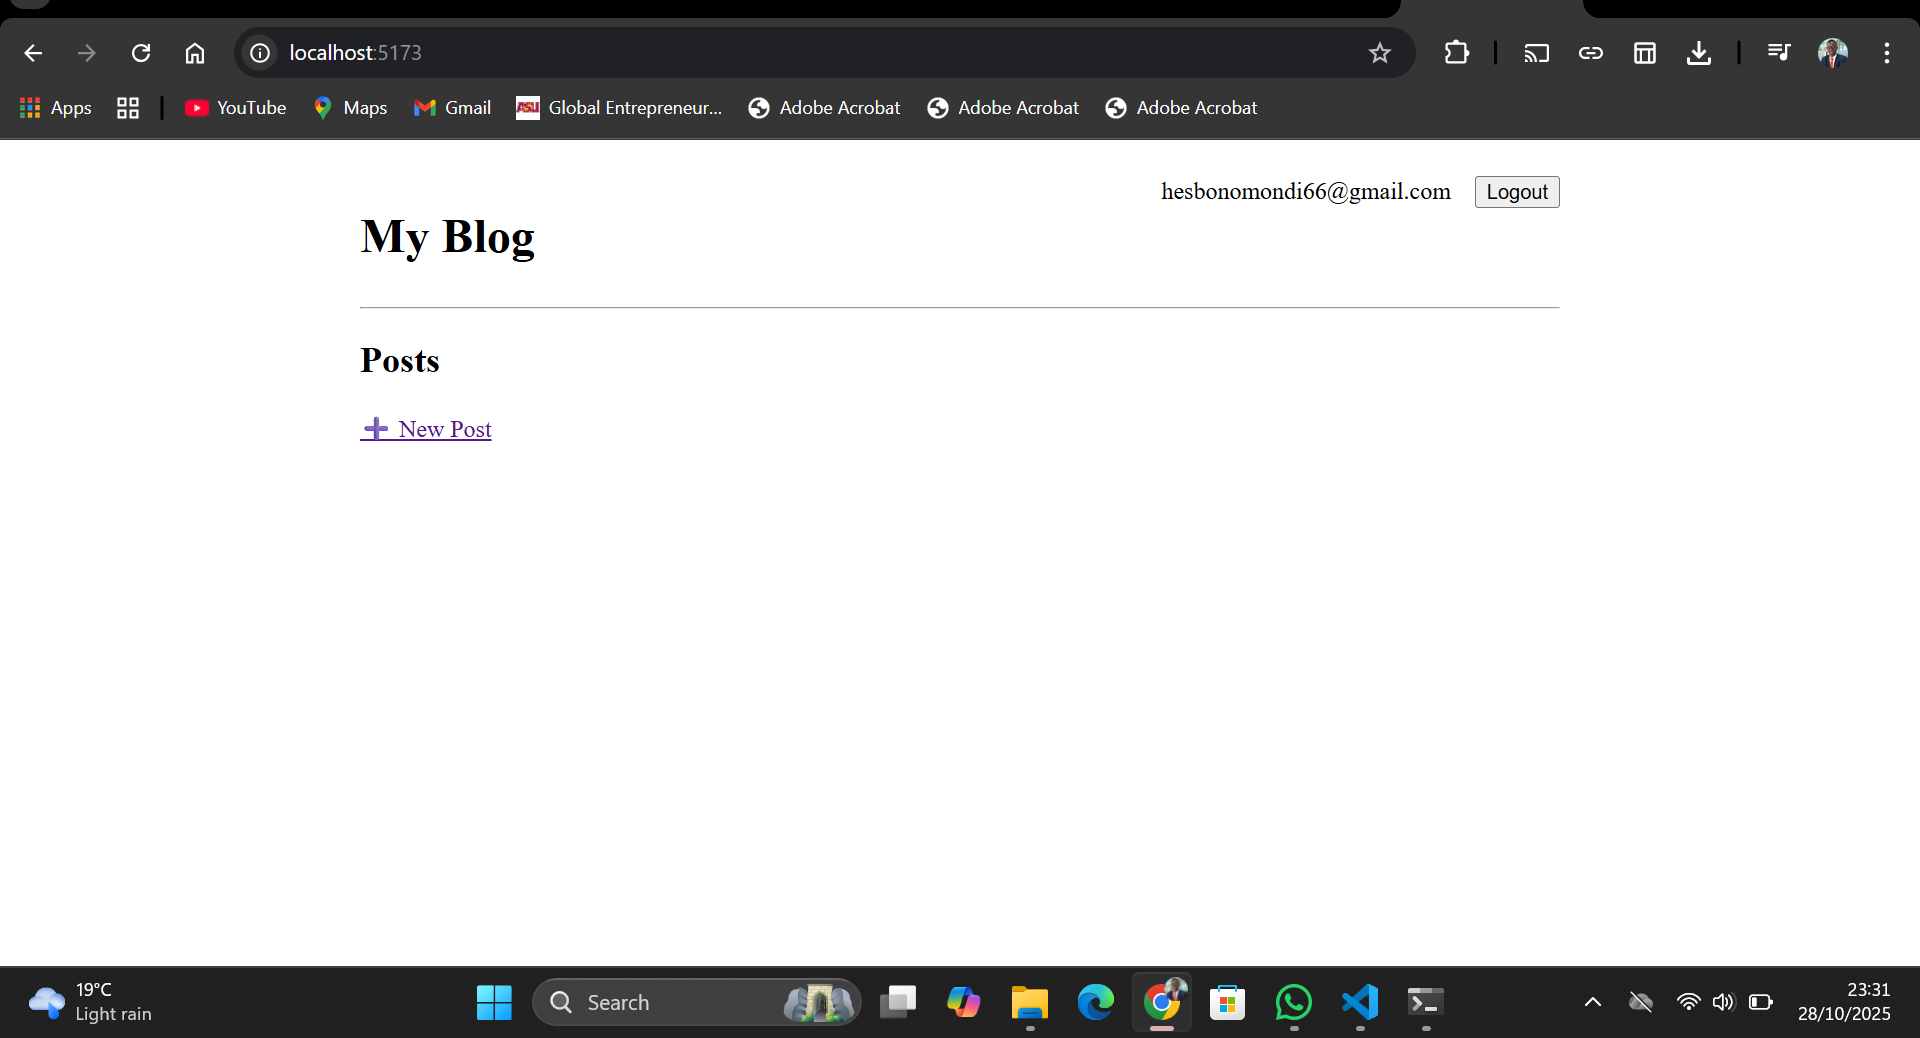 localhost:5173
Apps
YouTube
Maps
Gmail
ASU
Global Entrepreneur...
Adobe Acrobat
Adobe Acrobat
Adobe Acrobat
hesbonomondi66@gmail.com
Logout
My Blog
Posts
➕ New Post
19°C
Light rain
Search
23:31
28/10/2025